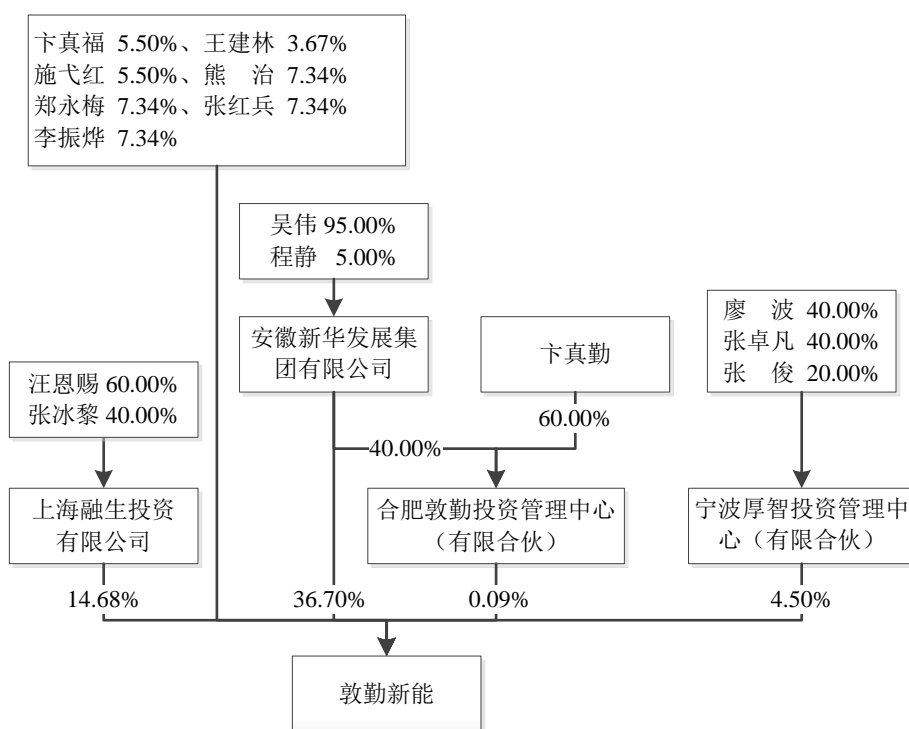 卞真福 5.50%、王建林 3.67%
施弋红 5.50%、熊 治 7.34%
郑永梅 7.34%、张红兵 7.34%
李振烨 7.34%
吴伟 95.00%
程静 5.00%
廖 波 40.00%
张卓凡 40.00%
张 俊 20.00%
安徽新华发展集
团有限公司
卞真勤
汪恩赐 60.00%
张冰黎 40.00%
60.00%
40.00%
上海融生投资
有限公司
合肥敦勤投资管理中心
（有限合伙）
宁波厚智投资管理中
心（有限合伙）
14.68%
36.70%
0.09%
4.50%
敦勤新能